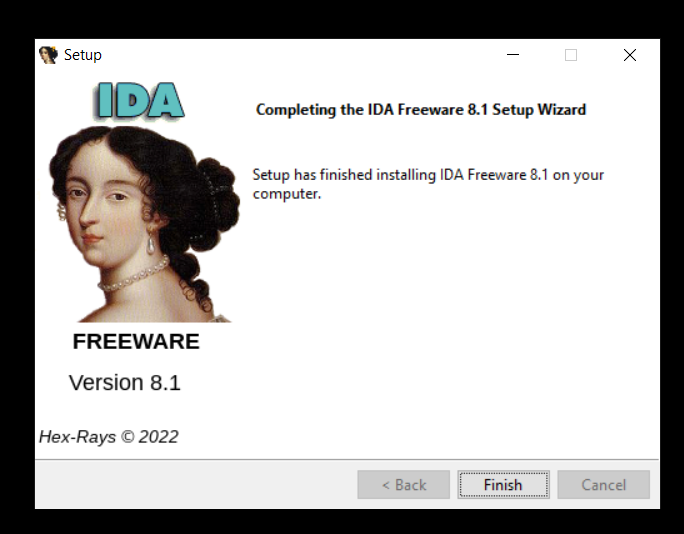 Setup
IDA
Completing the IDA Freeware 8.1 Setup Wizard
Setup has finished installing IDA Freeware 8.1 on your
computer.
FREEWARE
Version 8.1
Hex-Rays © 2022
< Back
Finish
Cancel